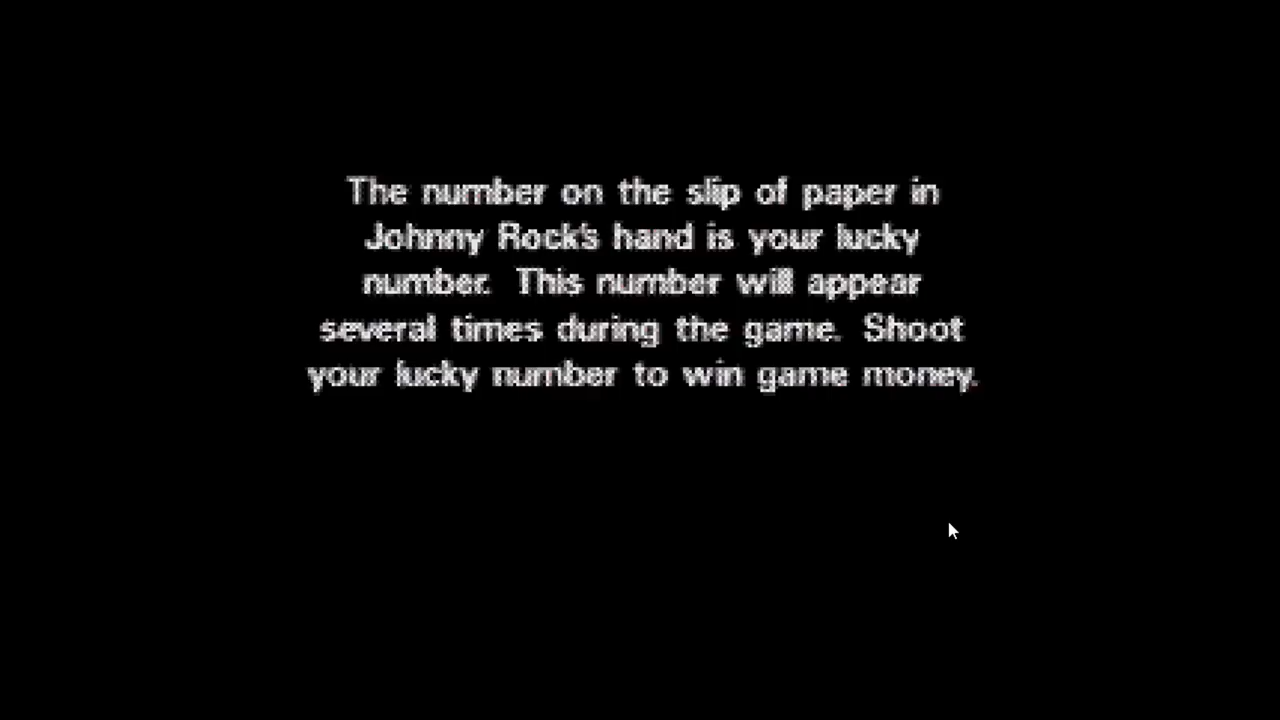 The number on the slip of paper in
Johnny Rock's hand is your lucky
number.  This number will appear
several times during the game.  Shoot
your lucky number to win game money.